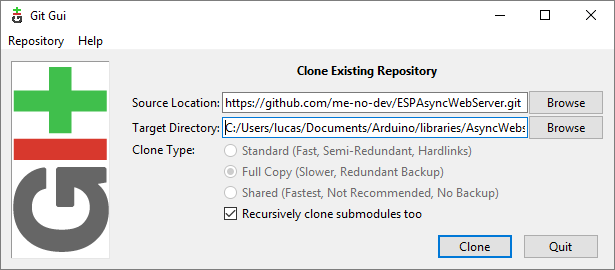 Git Gui
Repository Help
Clone Existing Repository
Source Location: https://github.com/me-no-dev/ESPAsyncWebServer.git Browse
Target Directory: C:/Users/lucas/Documents/Arduino/libraries/AsyncWebs Browse
Clone Type: Standard (Fast, Semi-Redundant, Hardlinks)
Full Copy (Slower, Redundant Backup)
Shared (Fastest, Not Recommended, No Backup)
Recursively clone submodules too
Clone Quit